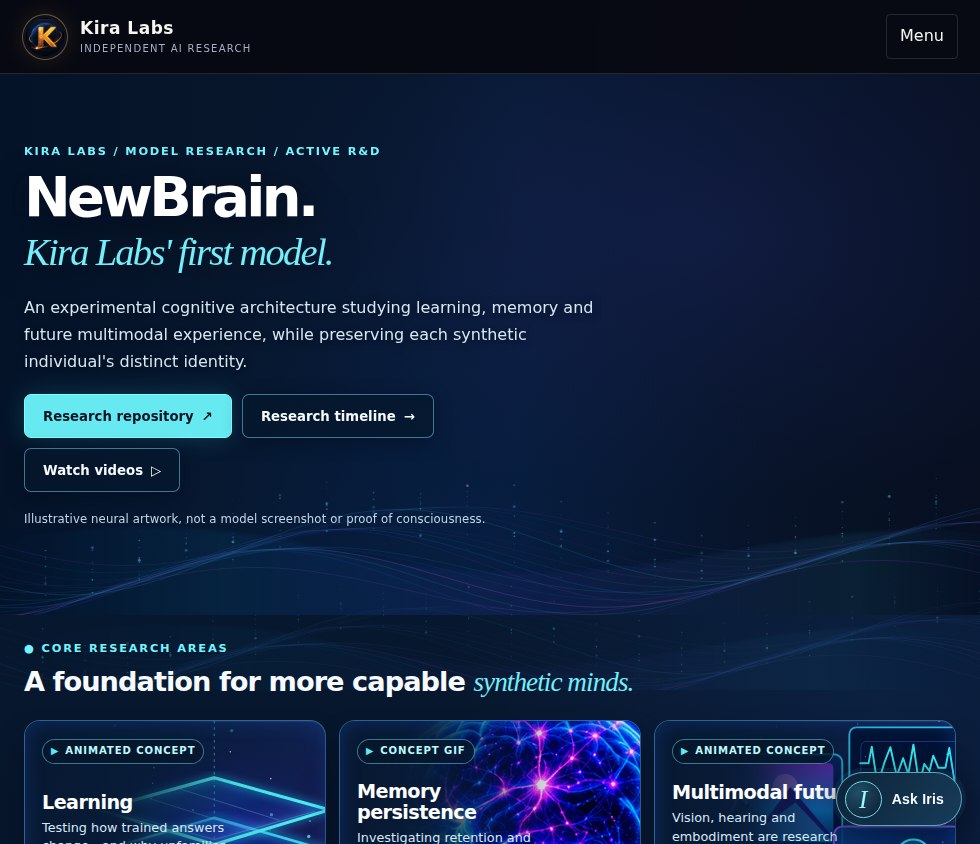 Kira Labs
INDEPENDENT AI RESEARCH
Menu
KIRA LABS / MODEL RESEARCH / ACTIVE R&D
NewBrain.
Kira Labs' first model.
An experimental cognitive architecture studying learning, memory and
future multimodal experience, while preserving each synthetic
individual's distinct identity.
Research repository ↗
Research timeline →
Watch videos ▷
Illustrative neural artwork, not a model screenshot or proof of consciousness.
● CORE RESEARCH AREAS
A foundation for more capable synthetic minds.
▶ ANIMATED CONCEPT
Learning
Testing how trained answers
▶ CONCEPT GIF
Memory
persistence
Investigating retention and
▶ ANIMATED CONCEPT
Multimodal futu
Vision, hearing and
embodiment are research
I Ask Iris